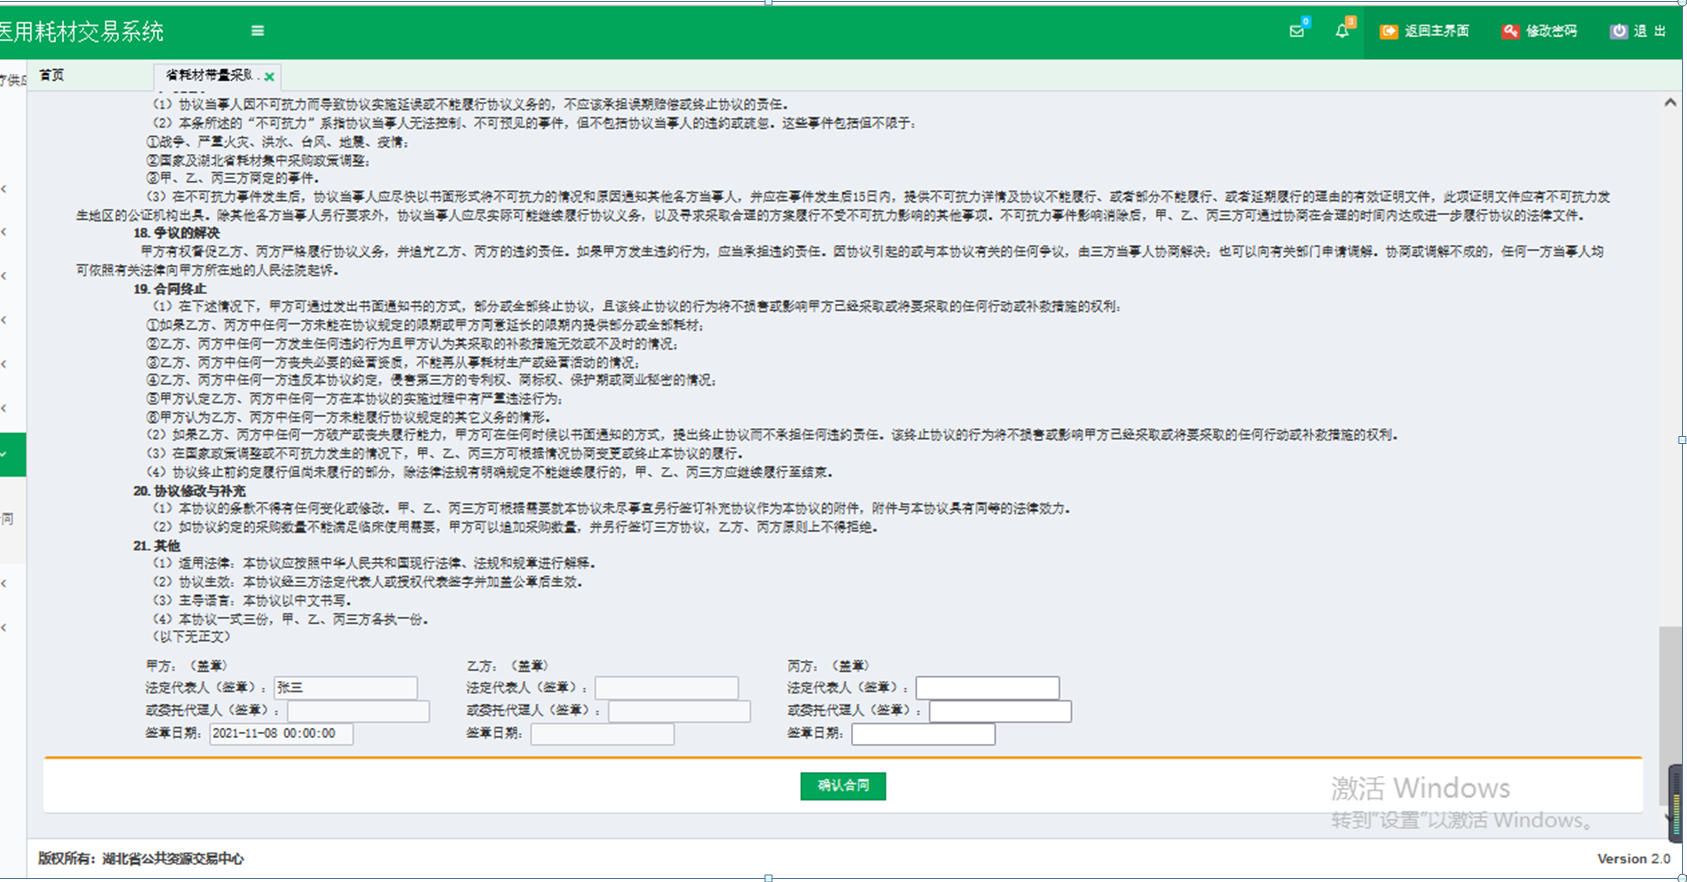 医用耗材交易系统
0
3
返回主界面
修改密码
退 出
疗供应
首页
省耗材带量采购.
（1）协议当事人因不可抗力而导致协议实施延误或不能履行协议义务的，不应该承担误期赔偿或终止协议的责任。
（2）本条所述的“不可抗力”系指协议当事人无法控制、不可预见的事件，但不包括协议当事人的违约或疏忽。这些事件包括但不限于：
①战争、严重火灾、洪水、台风、地震、疫情；
②国家及湖北省耗材集中采购政策调整；
③甲、乙、丙三方商定的事件。
（3）在不可抗力事件发生后，协议当事人应尽快以书面形式将不可抗力的情况和原因通知其他各方当事人，并应在事件发生后15日内，提供不可抗力详情及协议不能履行、或者部分不能履行、或者延期履行的理由的有效证明文件，此项证明文件应有不可抗力发
生地区的公证机构出具。除其他各方当事人另行要求外，协议当事人应尽实际可能继续履行协议义务，以及寻求采取合理的方案履行不受不可抗力影响的其他事项。不可抗力事件影响消除后，甲、乙、丙三方可通过协商在合理的时间内达成进一步履行协议的法律文件。
18. 争议的解决
甲方有权督促乙方、丙方严格履行协议义务，并追究乙方、丙方的违约责任。如果甲方发生违约行为，应当承担违约责任。因协议引起的或与本协议有关的任何争议，由三方当事人协商解决；也可以向有关部门申请调解。协商或调解不成的，任何一方当事人均
可依照有关法律向甲方所在地的人民法院起诉。
19. 合同终止
（1）在下述情况下，甲方可通过发出书面通知书的方式，部分或全部终止协议，且该终止协议的行为将不损害或影响甲方已经采取或将要采取的任何行动或补救措施的权利：
①如果乙方、丙方中任何一方未能在协议规定的限期或甲方同意延长的限期内提供部分或全部耗材；
②乙方、丙方中任何一方发生任何违约行为且甲方认为其采取的补救措施无效或不及时的情况；
③乙方、丙方中任何一方丧失必要的经营资质，不能再从事耗材生产或经营活动的情况；
④乙方、丙方中任何一方违反本协议约定，侵害第三方的专利权、商标权、保护期或商业秘密的情况；
⑤甲方认定乙方、丙方中任何一方在本协议的实施过程中有严重违法行为；
⑥甲方认为乙方、丙方中任何一方未能履行协议规定的其它义务的情形。
（2）如果乙方、丙方中任何一方破产或丧失履行能力，甲方可在任何时候以书面通知的方式，提出终止协议而不承担任何违约责任。该终止协议的行为将不损害或影响甲方已经采取或将要采取的任何行动或补救措施的权利。
（3）在国家政策调整或不可抗力发生的情况下，甲、乙、丙三方可根据情况协商变更或终止本协议的履行。
（4）协议终止前约定履行但尚未履行的部分，除法律法规有明确规定不能继续履行的，甲、乙、丙三方应继续履行至结束。
20. 协议修改与补充
（1）本协议的条款不得有任何变化或修改。甲、乙、丙三方可根据需要就本协议未尽事宜另行签订补充协议作为本协议的附件，附件与本协议具有同等的法律效力。
（2）如协议约定的采购数量不能满足临床使用需要，甲方可以追加采购数量，并另行签订三方协议，乙方、丙方原则上不得拒绝。
同
21. 其他
（1）适用法律：本协议应按照中华人民共和国现行法律、法规和规章进行解释。
（2）协议生效：本协议经三方法定代表人或授权代表签字并加盖公章后生效。
（3）主导语言：本协议以中文书写。
（4）本协议一式三份，甲、乙、丙三方各执一份。
（以下无正文）
甲方：（盖章） 乙方：（盖章） 丙方：（盖章）
法定代表人（签章）：张三 法定代表人（签章）： 法定代表人（签章）：
或委托代理人（签章）： 或委托代理人（签章）： 或委托代理人（签章）：
签章日期：2021-11-08 00:00:00 签章日期： 签章日期：
确认合同
激活 Windows
转到“设置”以激活 Windows。
版权所有：湖北省公共资源交易中心
Version 2.0